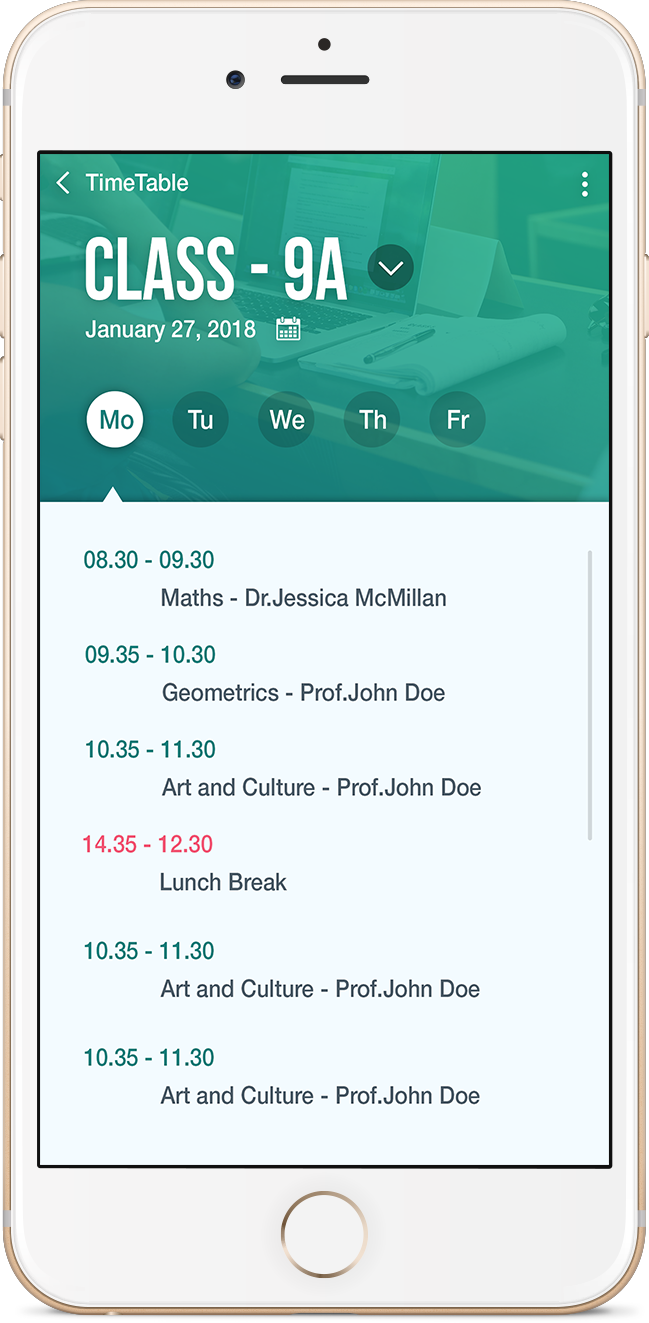 TimeTable
CLASS - 9A
January 27, 2018
Mo Tu We Th Fr
08.30 - 09.30
Maths - Dr.Jessica McMillan
09.35 - 10.30
Geometrics - Prof.John Doe
10.35 - 11.30
Art and Culture - Prof.John Doe
14.35 - 12.30
Lunch Break
10.35 - 11.30
Art and Culture - Prof.John Doe
10.35 - 11.30
Art and Culture - Prof.John Doe